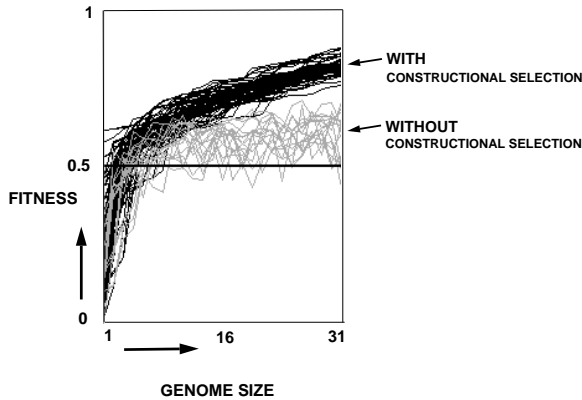 1
WITH
CONSTRUCTIONAL SELECTION
WITHOUT
CONSTRUCTIONAL SELECTION
0.5
FITNESS
0
1 16 31
GENOME SIZE